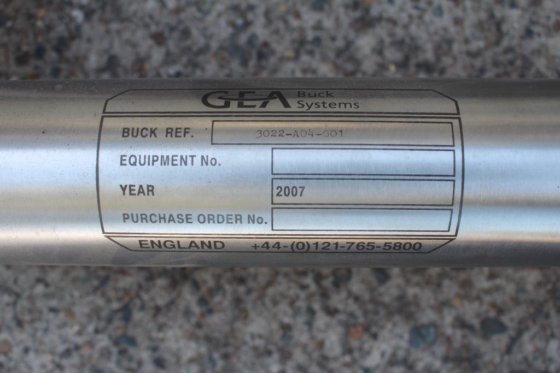 GEA Buck
Systems
BUCK REF. 3022-A04-001
EQUIPMENT No.
YEAR 2007
PURCHASE ORDER No.
ENGLAND +44-(0)121-765-5800